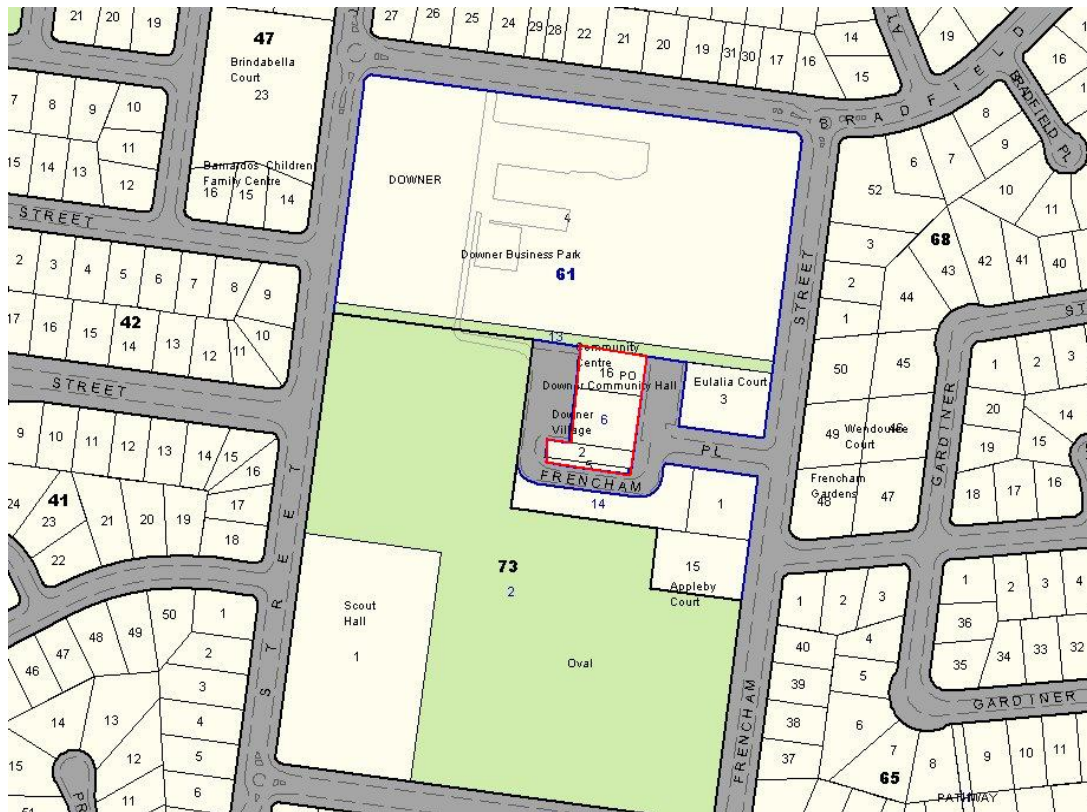 21 20 19
47
Brindabella
Court
23
27 26 25 24 29 28 22 21 20 19 31 30 17 16
14
15
19
16
BRADFIELD
BRADFIELD PL
7 8 9 10
11
12
15 14 13
Barnardos Children
Family Centre
16 15 14
DOWNER
4
Downer Business Park
61
8
6 7
9
52
10
11
3
68
2
1
44 43 42 41 40
STREET
2 3 4 5 6 7 8 9
17 16 15 42
14 13 12 11 10
STREET
13
Community
Centre
16 PO
Downer Community Hall
Downer
Village
6
2
5
Eulalia Court
3
STREET
50 45
49 46
Wendouree
Court
Frencham
Gardens
48 47
GARDINER
ST
1 2 3
20 14
19 15
18 17 16
9 10 11 12 13 14 15
16
17
18
41
24 23
22
21 20 19
FRENCHAM
PL
14
1
15
Appleby
Court
73
2
Oval
Scout
Hall
1
STREET
50 1
49
48
47
46
2
3
4
5
6
14 13
12
11
15
PR
1 2 3
40 4
39 5
38 6
37 7
8
65
1 2 3 4
36
35 34 33 32
GARDINER
9 10 11
PATHWAY
FRENCHAM